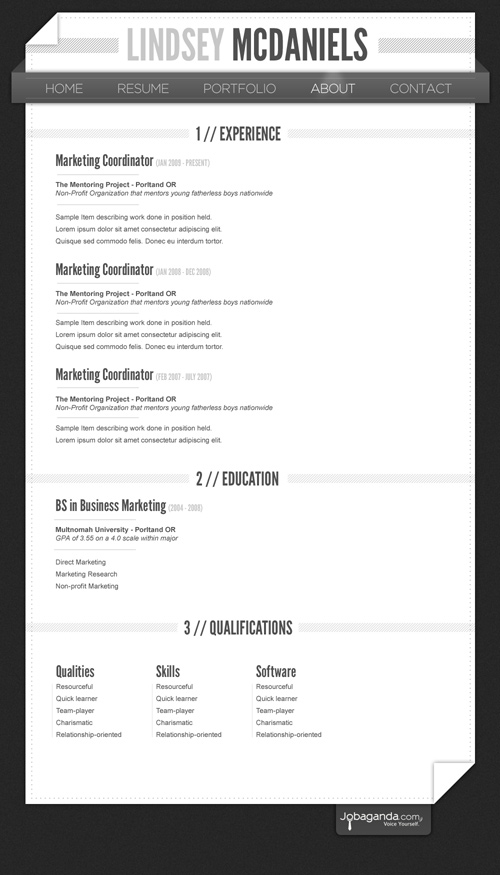 LINDSEY MCDANIELS
HOME RESUME PORTFOLIO ABOUT CONTACT
1 // EXPERIENCE
Marketing Coordinator (JAN 2009 - PRESENT)
The Mentoring Project - Porltand OR
Non-Profit Organization that mentors young fatherless boys nationwide
Sample Item describing work done in position held.
Lorem ipsum dolor sit amet consectetur adipiscing elit.
Quisque sed commodo felis. Donec eu interdum tortor.
Marketing Coordinator (JAN 2008 - DEC 2008)
The Mentoring Project - Porltand OR
Non-Profit Organization that mentors young fatherless boys nationwide
Sample Item describing work done in position held.
Lorem ipsum dolor sit amet consectetur adipiscing elit.
Quisque sed commodo felis. Donec eu interdum tortor.
Marketing Coordinator (FEB 2007 - JULY 2007)
The Mentoring Project - Porltand OR
Non-Profit Organization that mentors young fatherless boys nationwide
Sample Item describing work done in position held.
Lorem ipsum dolor sit amet consectetur adipiscing elit.
2 // EDUCATION
BS in Business Marketing (2004 - 2008)
Multnomah University - Porltand OR
GPA of 3.55 on a 4.0 scale within major
Direct Marketing
Marketing Research
Non-profit Marketing
3 // QUALIFICATIONS
Qualities Skills Software
Resourceful Resourceful Resourceful
Quick learner Quick learner Quick learner
Team-player Team-player Team-player
Charismatic Charismatic Charismatic
Relationship-oriented Relationship-oriented Relationship-oriented
Jobaganda.com
Voice Yourself.